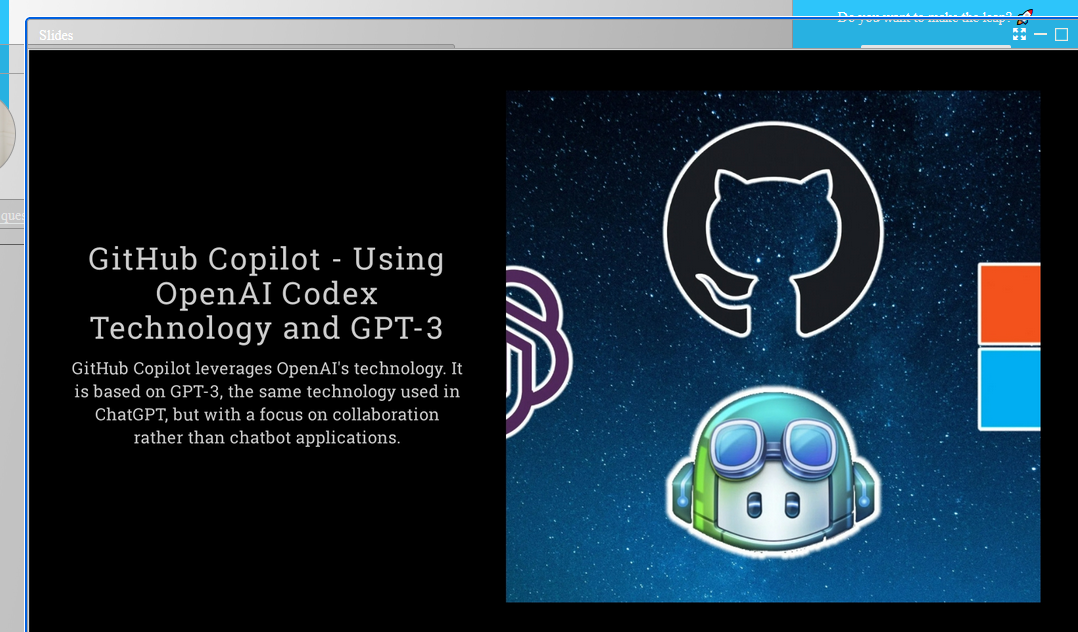 Do you want to make the leap? 🚀
Slides
ques
GitHub Copilot - Using
OpenAI Codex
Technology and GPT-3
GitHub Copilot leverages OpenAI's technology. It
is based on GPT-3, the same technology used in
ChatGPT, but with a focus on collaboration
rather than chatbot applications.